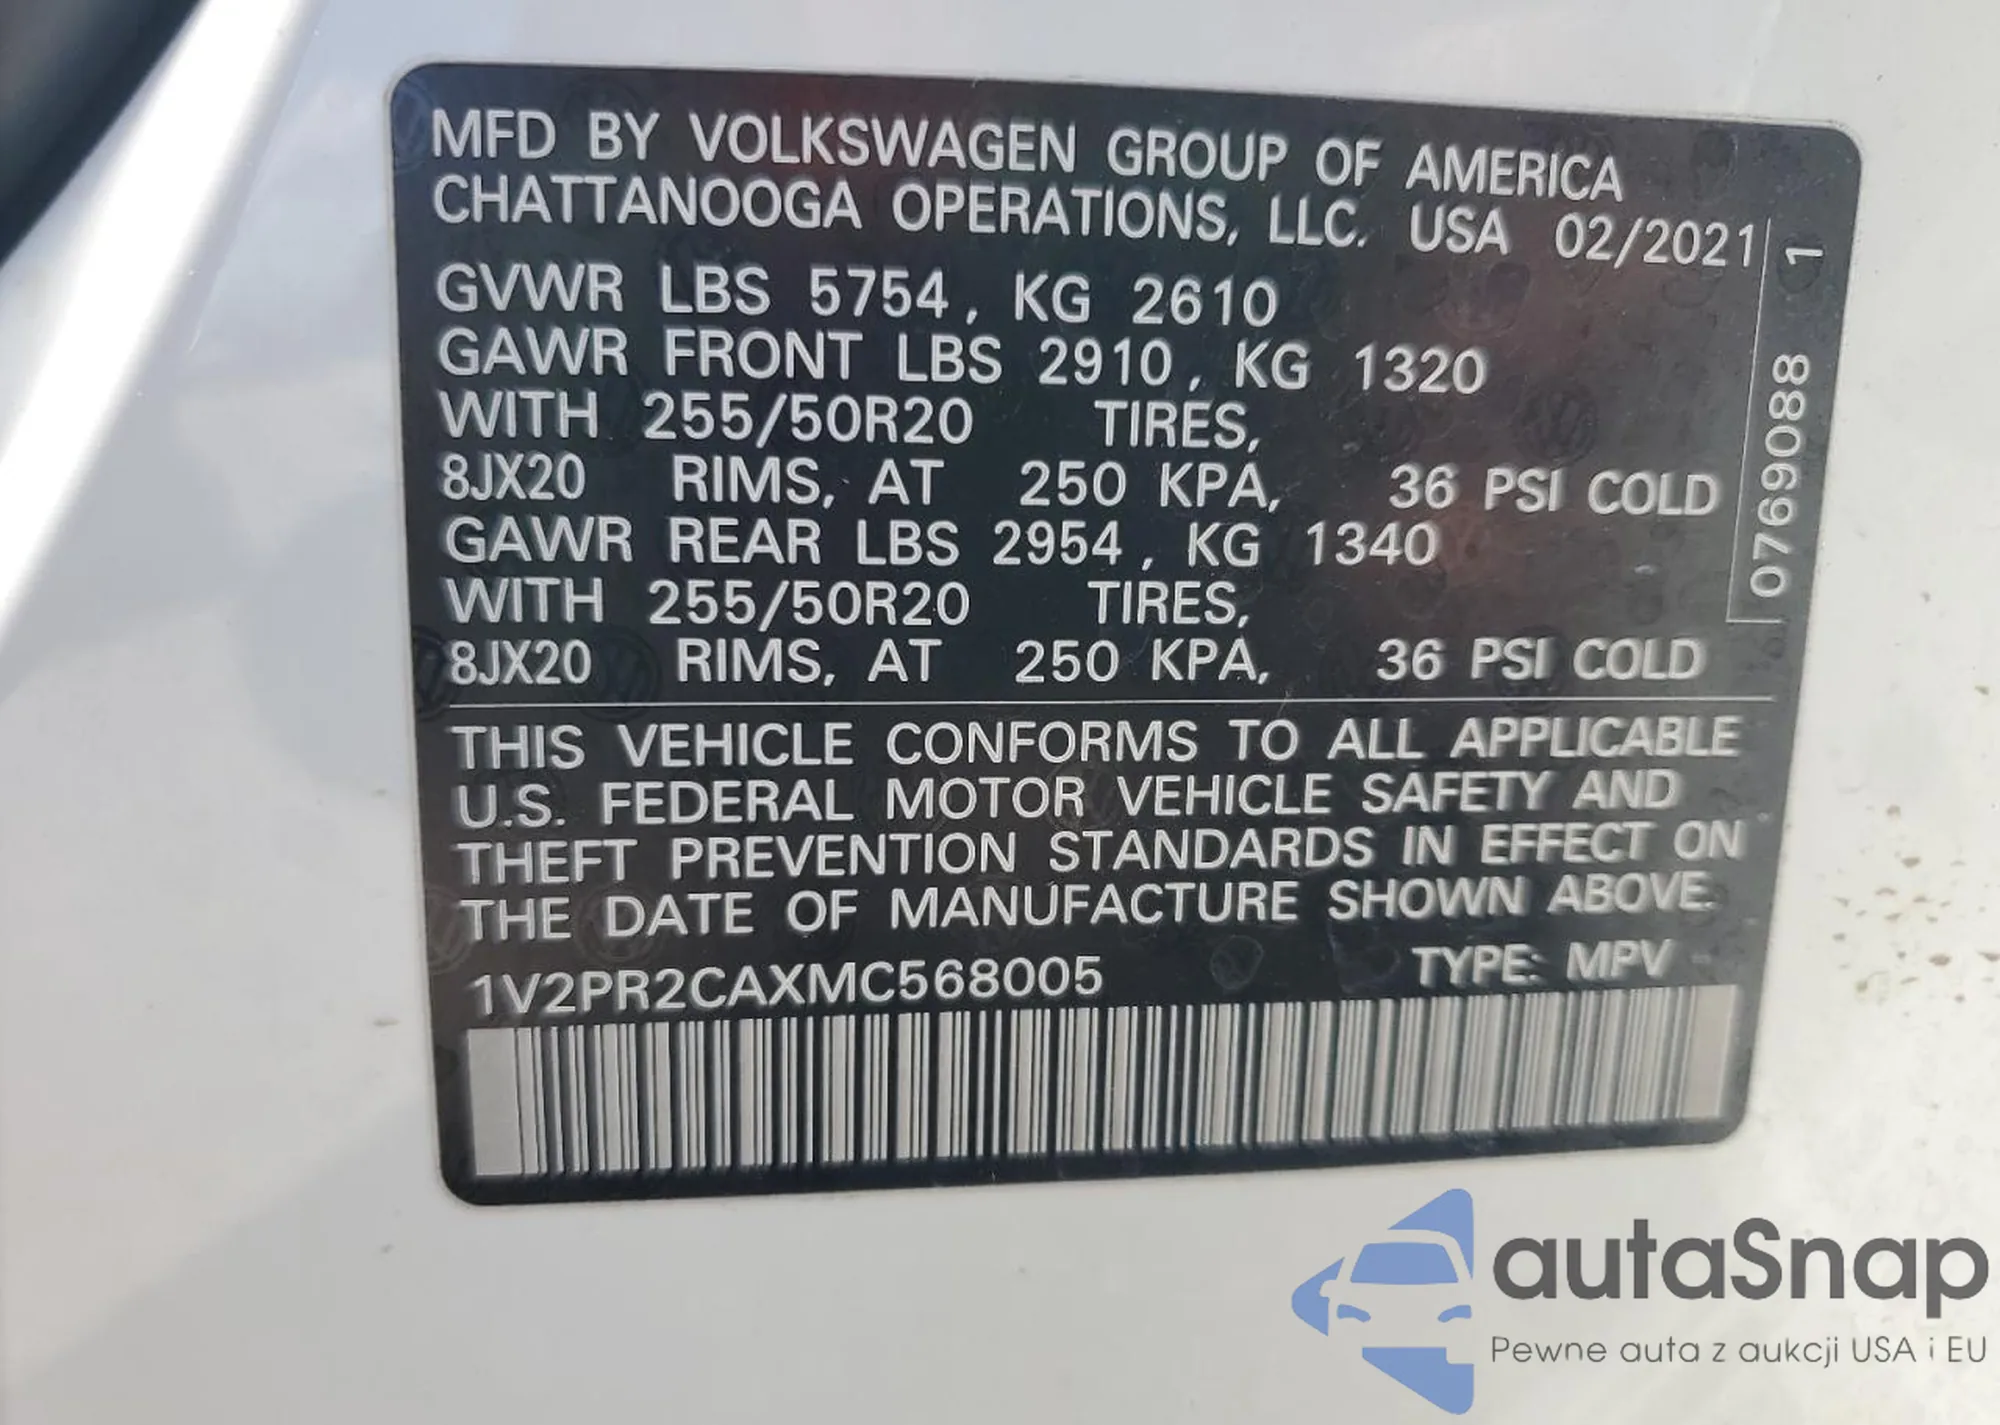 MFD BY VOLKSWAGEN GROUP OF AMERICA
CHATTANOOGA OPERATIONS, LLC. USA 02/2021
GVWR LBS 5754, KG 2610
GAWR FRONT LBS 2910, KG 1320
WITH 255/50R20 TIRES,
8JX20 RIMS, AT 250 KPA, 36 PSI COLD
GAWR REAR LBS 2954, KG 1340
WITH 255/50R20 TIRES,
8JX20 RIMS, AT 250 KPA, 36 PSI COLD
0769088 1
THIS VEHICLE CONFORMS TO ALL APPLICABLE
U.S. FEDERAL MOTOR VEHICLE SAFETY AND
THEFT PREVENTION STANDARDS IN EFFECT ON
THE DATE OF MANUFACTURE SHOWN ABOVE.
1V2PR2CAXMC568005 TYPE: MPV
autaSnap
Pewne auta z aukcji USA i EU